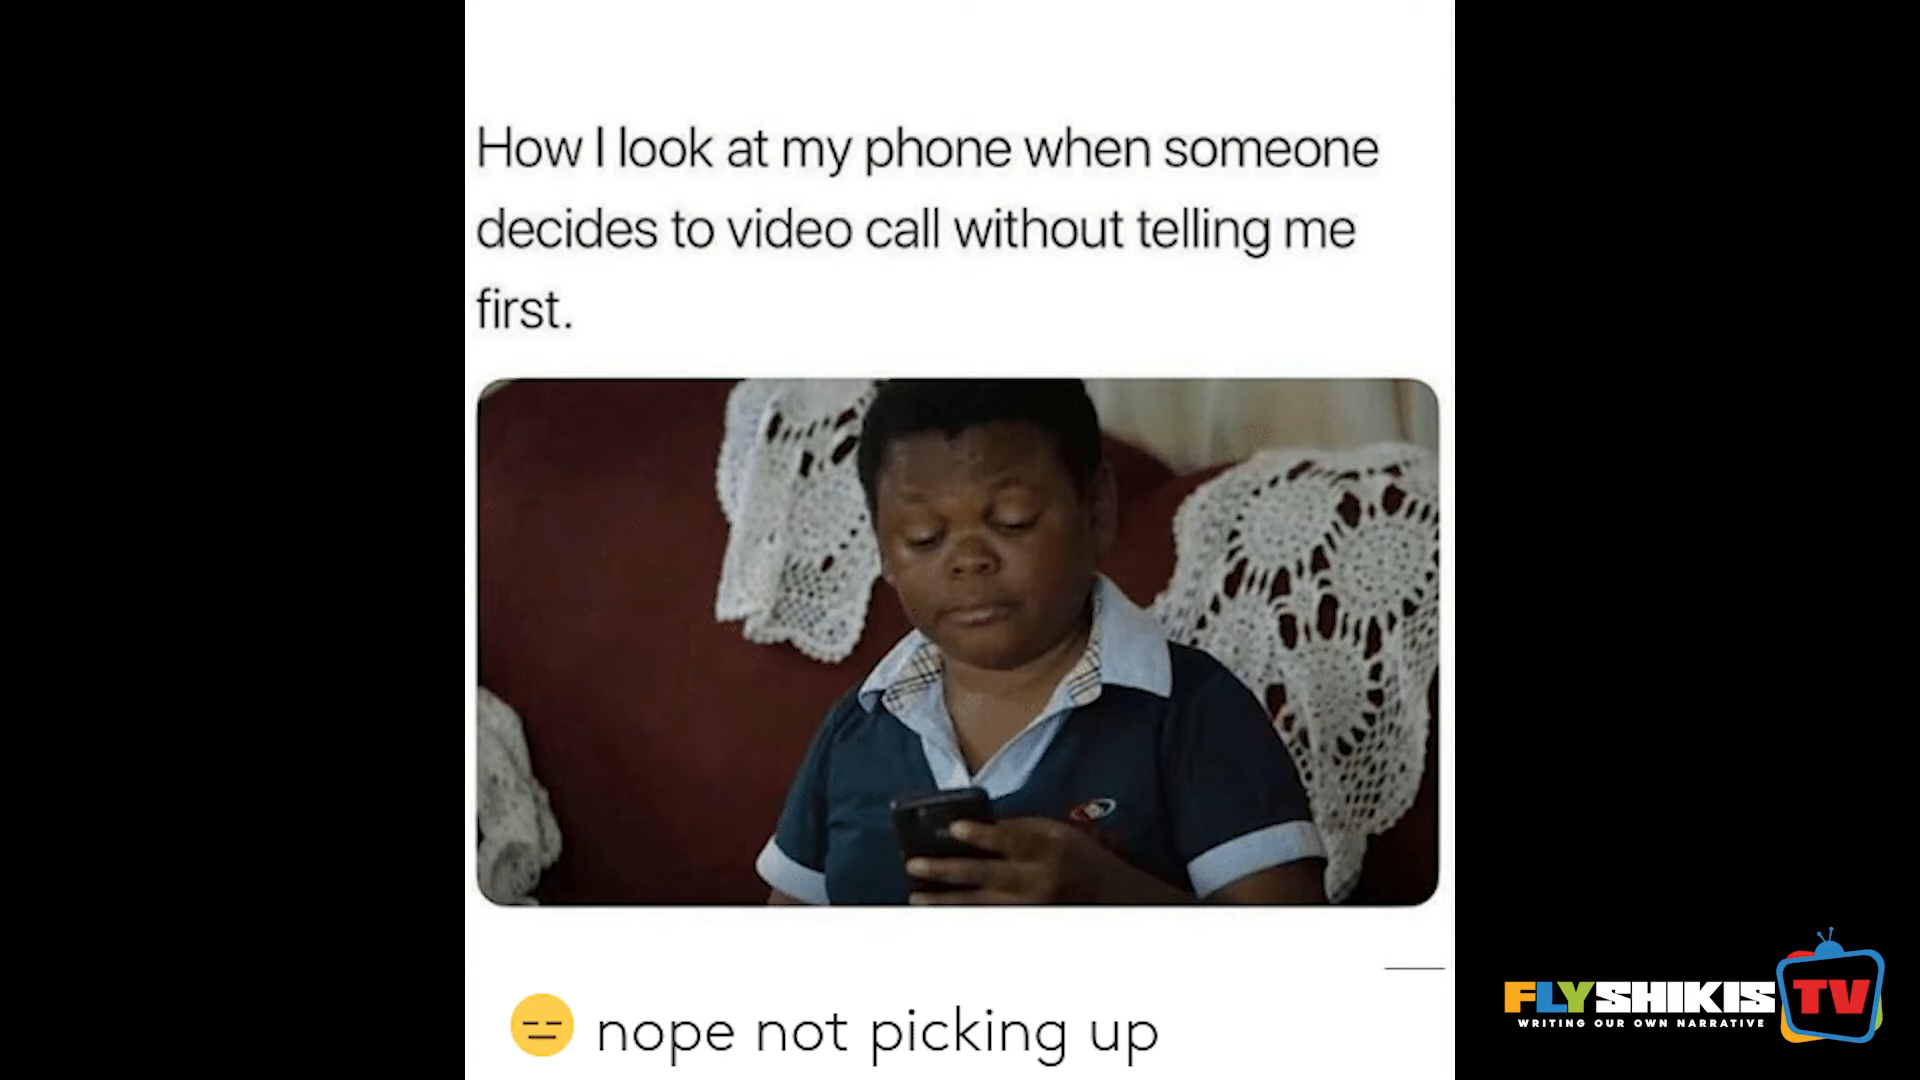 How I look at my phone when someone
decides to video call without telling me
first.
😑 nope not picking up
FLYSHIKIS TV
WRITING OUR OWN NARRATIVE